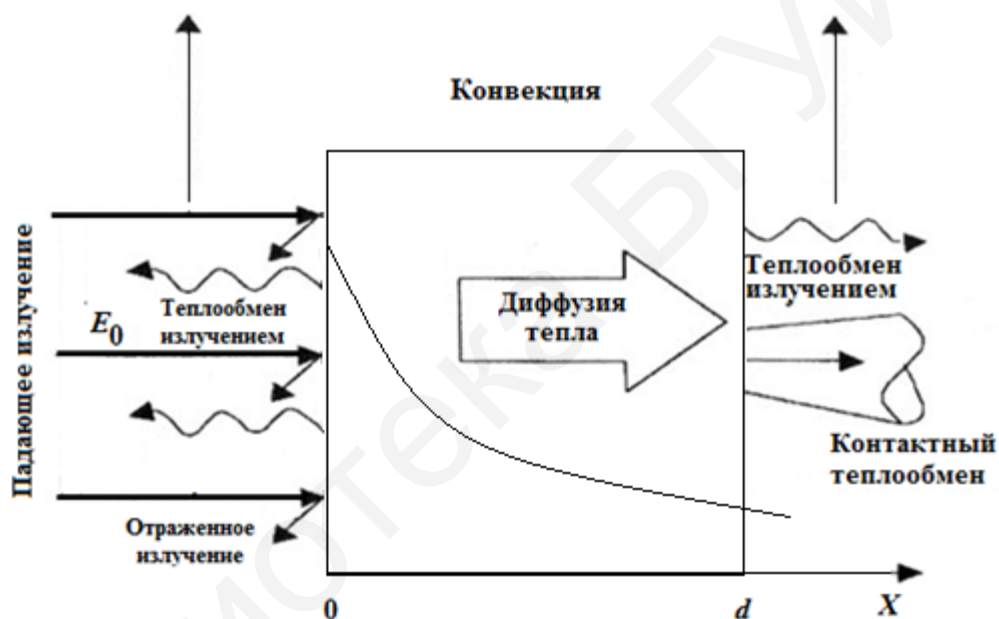 Конвекция
Падающее излучение
E₀
Теплообмен
излучением
Отраженное
излучение
Диффузия
тепла
Теплообмен
излучением
Контактный
теплообмен
0
d
X